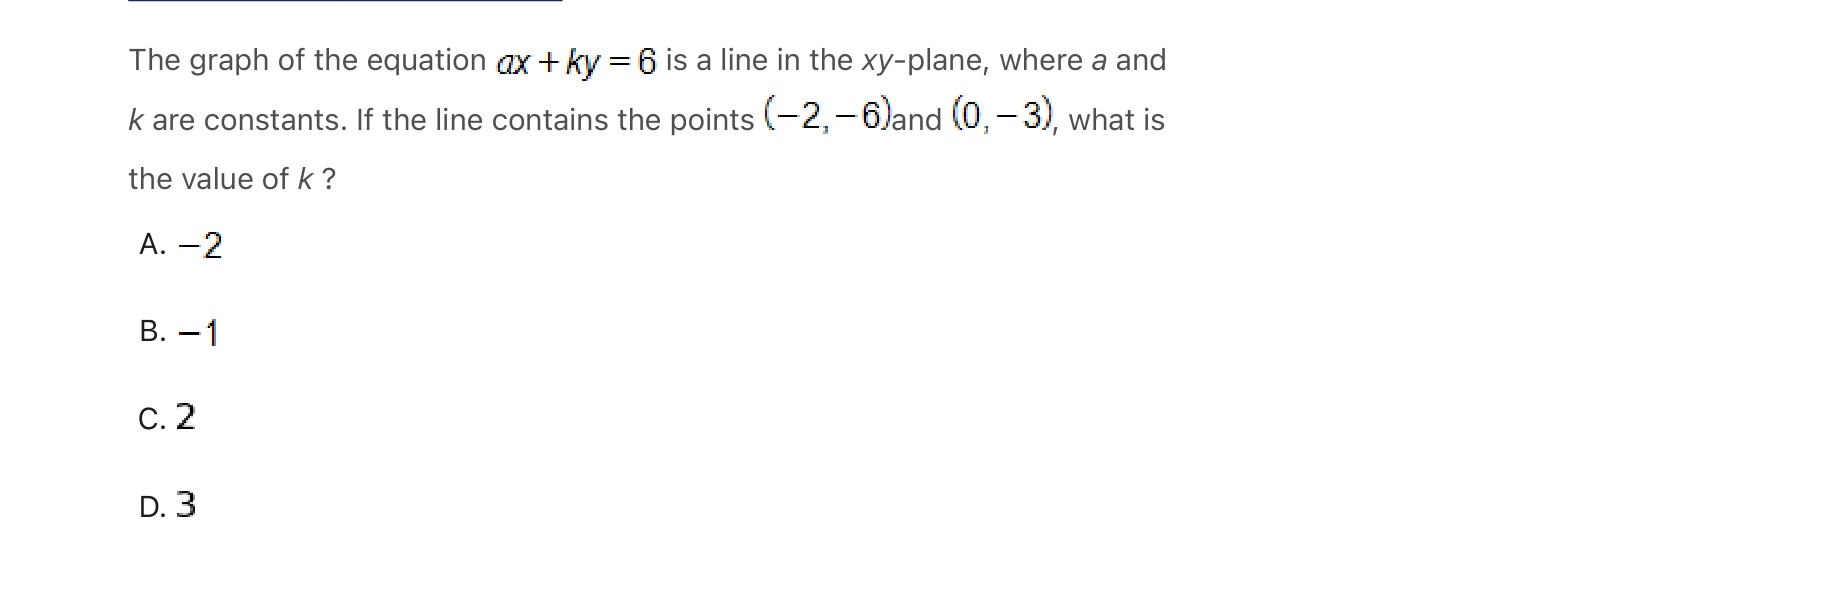 The graph of the equation ax + ky = 6 is a line in the xy-plane, where a and
k are constants. If the line contains the points (−2, −6)and (0, −3), what is
the value of k ?
A. −2
B. −1
C. 2
D. 3